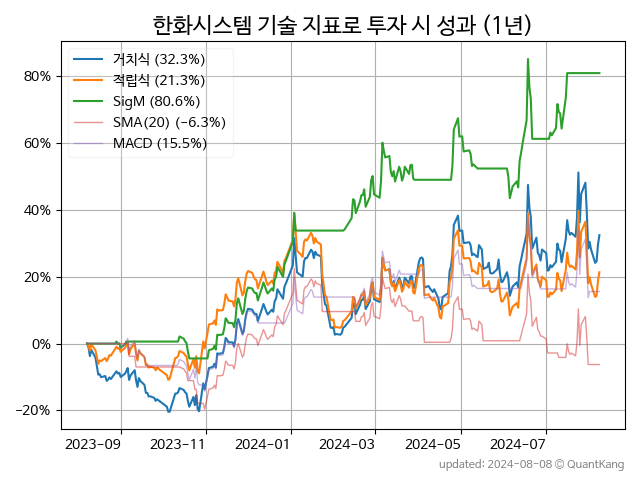 한화시스템 기술 지표로 투자 시 성과 (1년)
거치식 (32.3%)
적립식 (21.3%)
SigM (80.6%)
SMA(20) (−6.3%)
MACD (15.5%)
80%
60%
40%
20%
0%
−20%
2023-09
2023-11
2024-01
2024-03
2024-05
2024-07
updated: 2024-08-08 © QuantKang